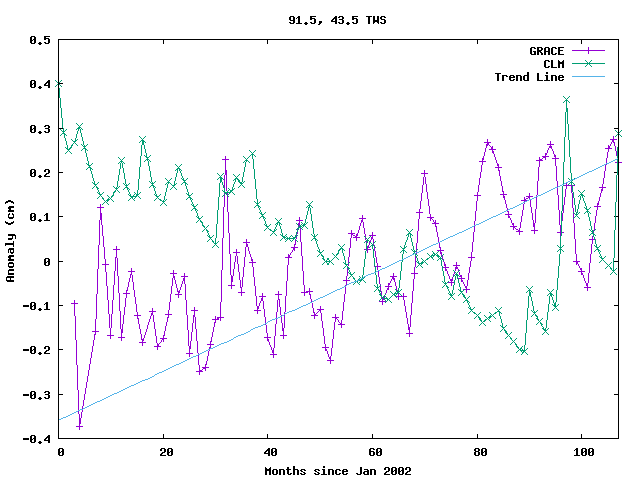 91.5, 43.5 TWS
GRACE
CLM
Trend Line
0.5
0.4
0.3
0.2
0.1
0
-0.1
-0.2
-0.3
-0.4
Anomaly (cm)
0 20 40 60 80 100
Months since Jan 2002